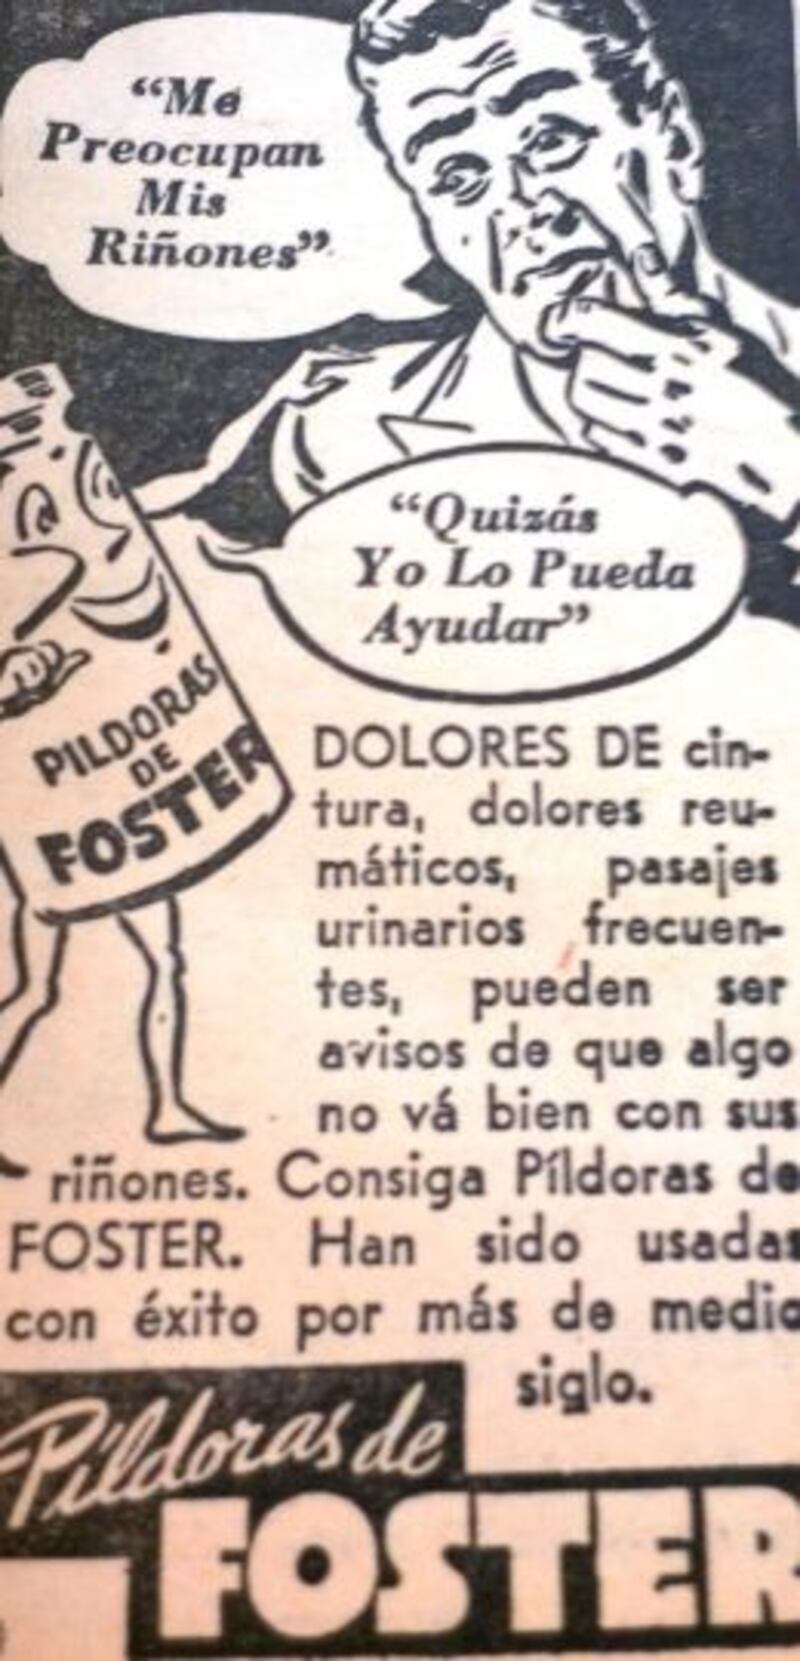 “Me
Preocupan
Mis
Riñones”
“Quizás
Yo Lo Pueda
Ayudar”
PILDORAS
DE
FOSTER
DOLORES DE cin-
tura, dolores reu-
máticos, pasajes
urinarios frecuen-
tes, pueden ser
avisos de que algo
no vá bien con sus
riñones. Consiga Píldoras de
FOSTER. Han sido usadas
con éxito por más de medio
siglo.
Píldoras de
FOSTER